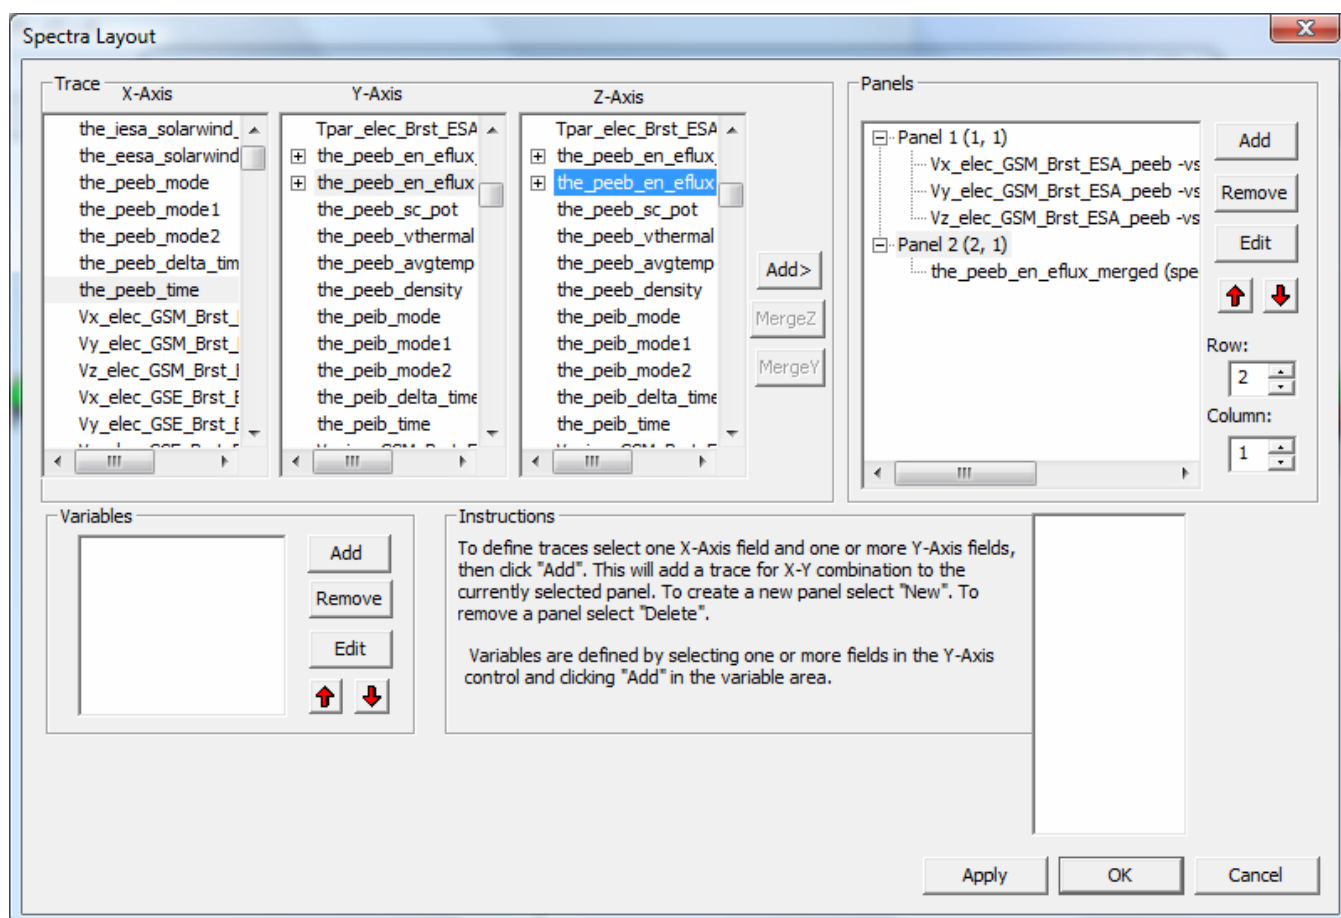 Spectra Layout
Trace
X-Axis
Y-Axis
Z-Axis
the_iesa_solarwind_
the_eesa_solarwind
the_peeb_mode
the_peeb_mode1
the_peeb_mode2
the_peeb_delta_tim
the_peeb_time
Vx_elec_GSM_Brst_
Vy_elec_GSM_Brst_
Vz_elec_GSM_Brst_
Vx_elec_GSE_Brst_E
Vy_elec_GSE_Brst_E
Tpar_elec_Brst_ESA
the_peeb_en_eflux_
the_peeb_en_eflux
the_peeb_sc_pot
the_peeb_vthermal
the_peeb_avgtemp
the_peeb_density
the_peib_mode
the_peib_mode1
the_peib_mode2
the_peib_delta_time
the_peib_time
Tpar_elec_Brst_ESA
the_peeb_en_eflux_
the_peeb_en_eflux
the_peeb_sc_pot
the_peeb_vthermal
the_peeb_avgtemp
the_peeb_density
the_peib_mode
the_peib_mode1
the_peib_mode2
the_peib_delta_time
the_peib_time
Add>
MergeZ
MergeY
Panels
Panel 1 (1, 1)
Vx_elec_GSM_Brst_ESA_peeb -vs
Vy_elec_GSM_Brst_ESA_peeb -vs
Vz_elec_GSM_Brst_ESA_peeb -vs
Panel 2 (2, 1)
the_peeb_en_eflux_merged (spe
Add
Remove
Edit
Row:
2
Column:
1
Variables
Add
Remove
Edit
Instructions
To define traces select one X-Axis field and one or more Y-Axis fields,
then click "Add". This will add a trace for X-Y combination to the
currently selected panel. To create a new panel select "New". To
remove a panel select "Delete".
Variables are defined by selecting one or more fields in the Y-Axis
control and clicking "Add" in the variable area.
Apply
OK
Cancel